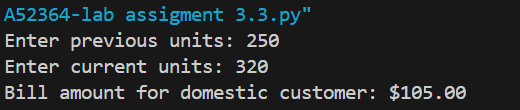 A52364-lab assigment 3.3.py"
Enter previous units: 250
Enter current units: 320
Bill amount for domestic customer: $105.00